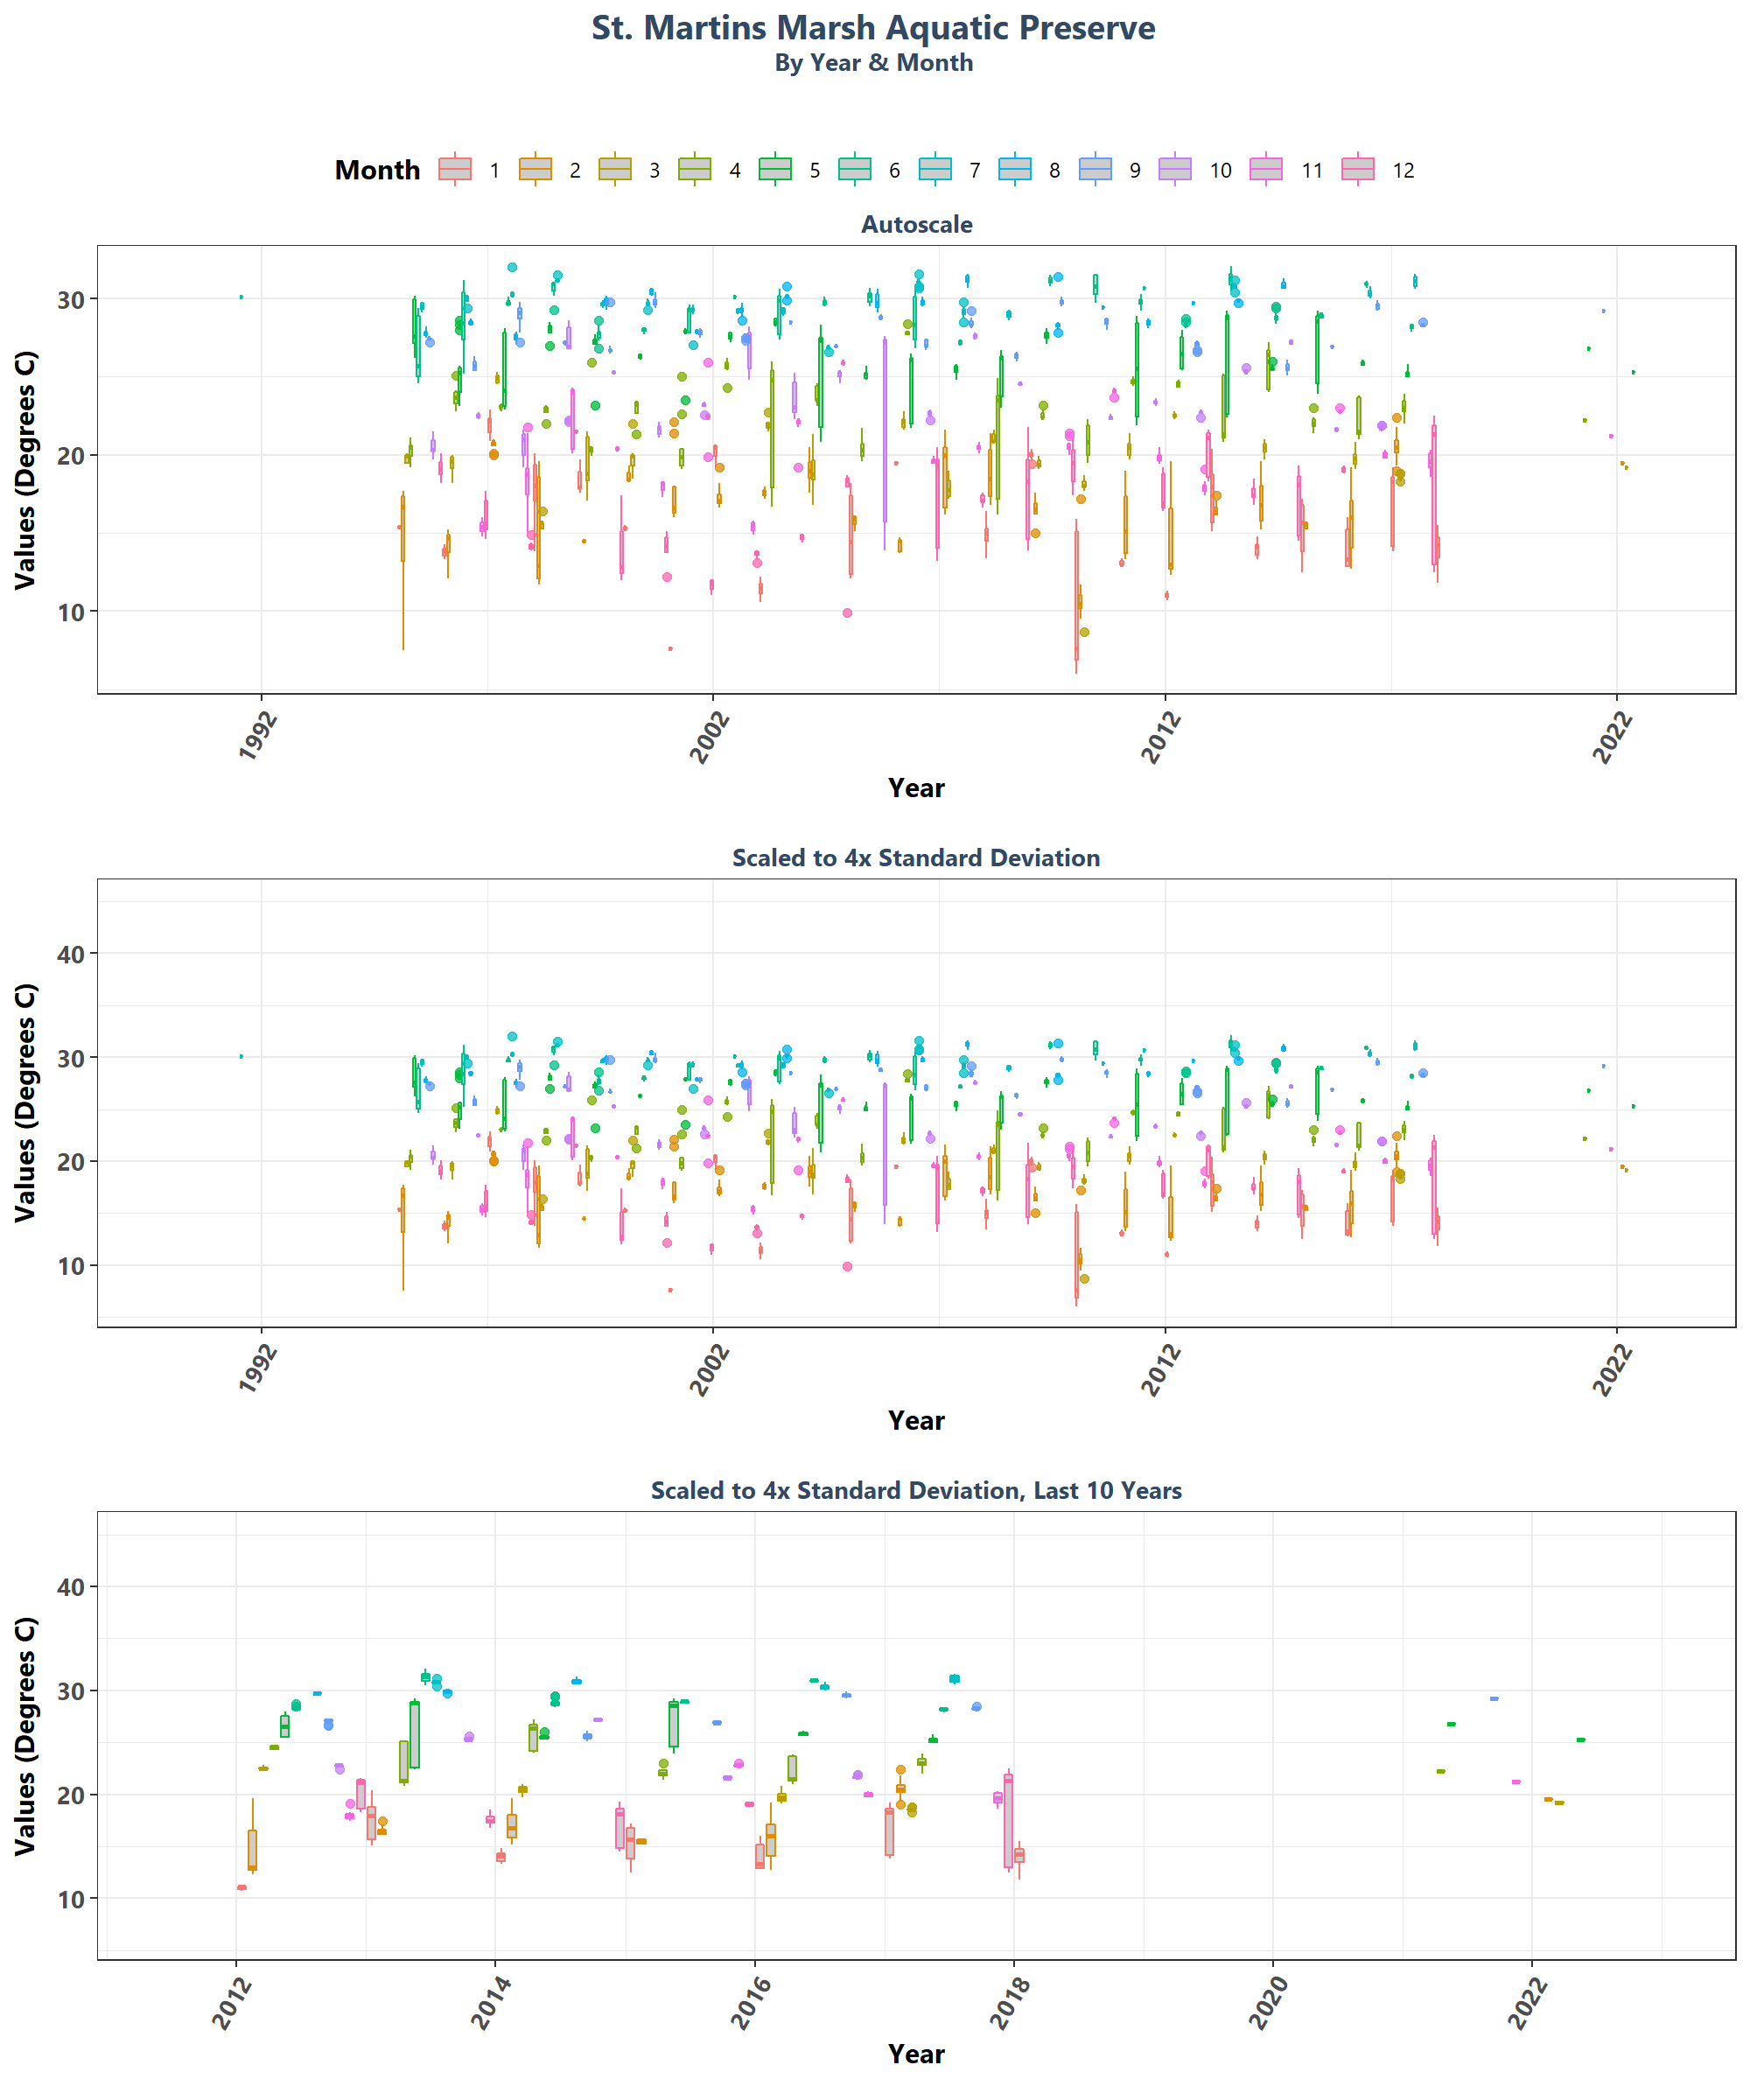 St. Martins Marsh Aquatic Preserve
By Year & Month
Month 1 2 3 4 5 6 7 8 9 10 11 12
Autoscale
Values (Degrees C)
30
20
10
1992 2002 2012 2022
Year
Scaled to 4x Standard Deviation
Values (Degrees C)
40
30
20
10
1992 2002 2012 2022
Year
Scaled to 4x Standard Deviation, Last 10 Years
Values (Degrees C)
40
30
20
10
2012 2014 2016 2018 2020 2022
Year